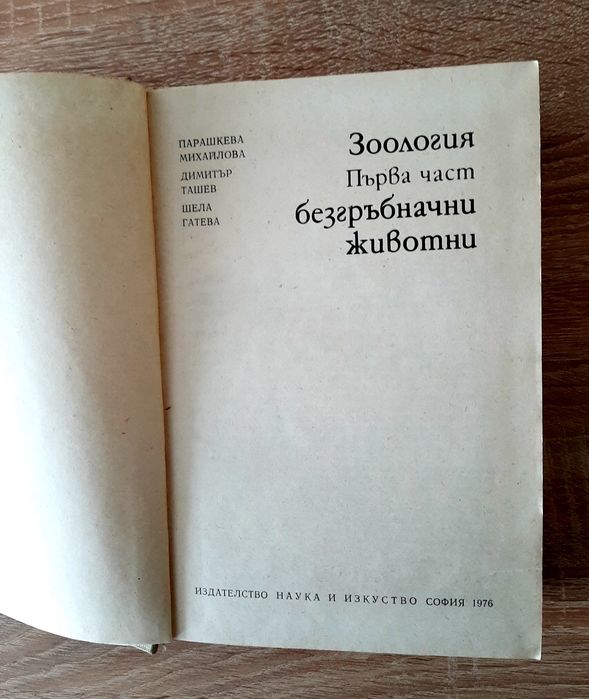 ПАРАШКЕВА
МИХАЙЛОВА
ДИМИТЪР
ТАШЕВ
ШЕЛА
ГАТЕВА
Зоология
Първа част
безгръбначни
животни
ИЗДАТЕЛСТВО НАУКА И ИЗКУСТВО СОФИЯ 1976